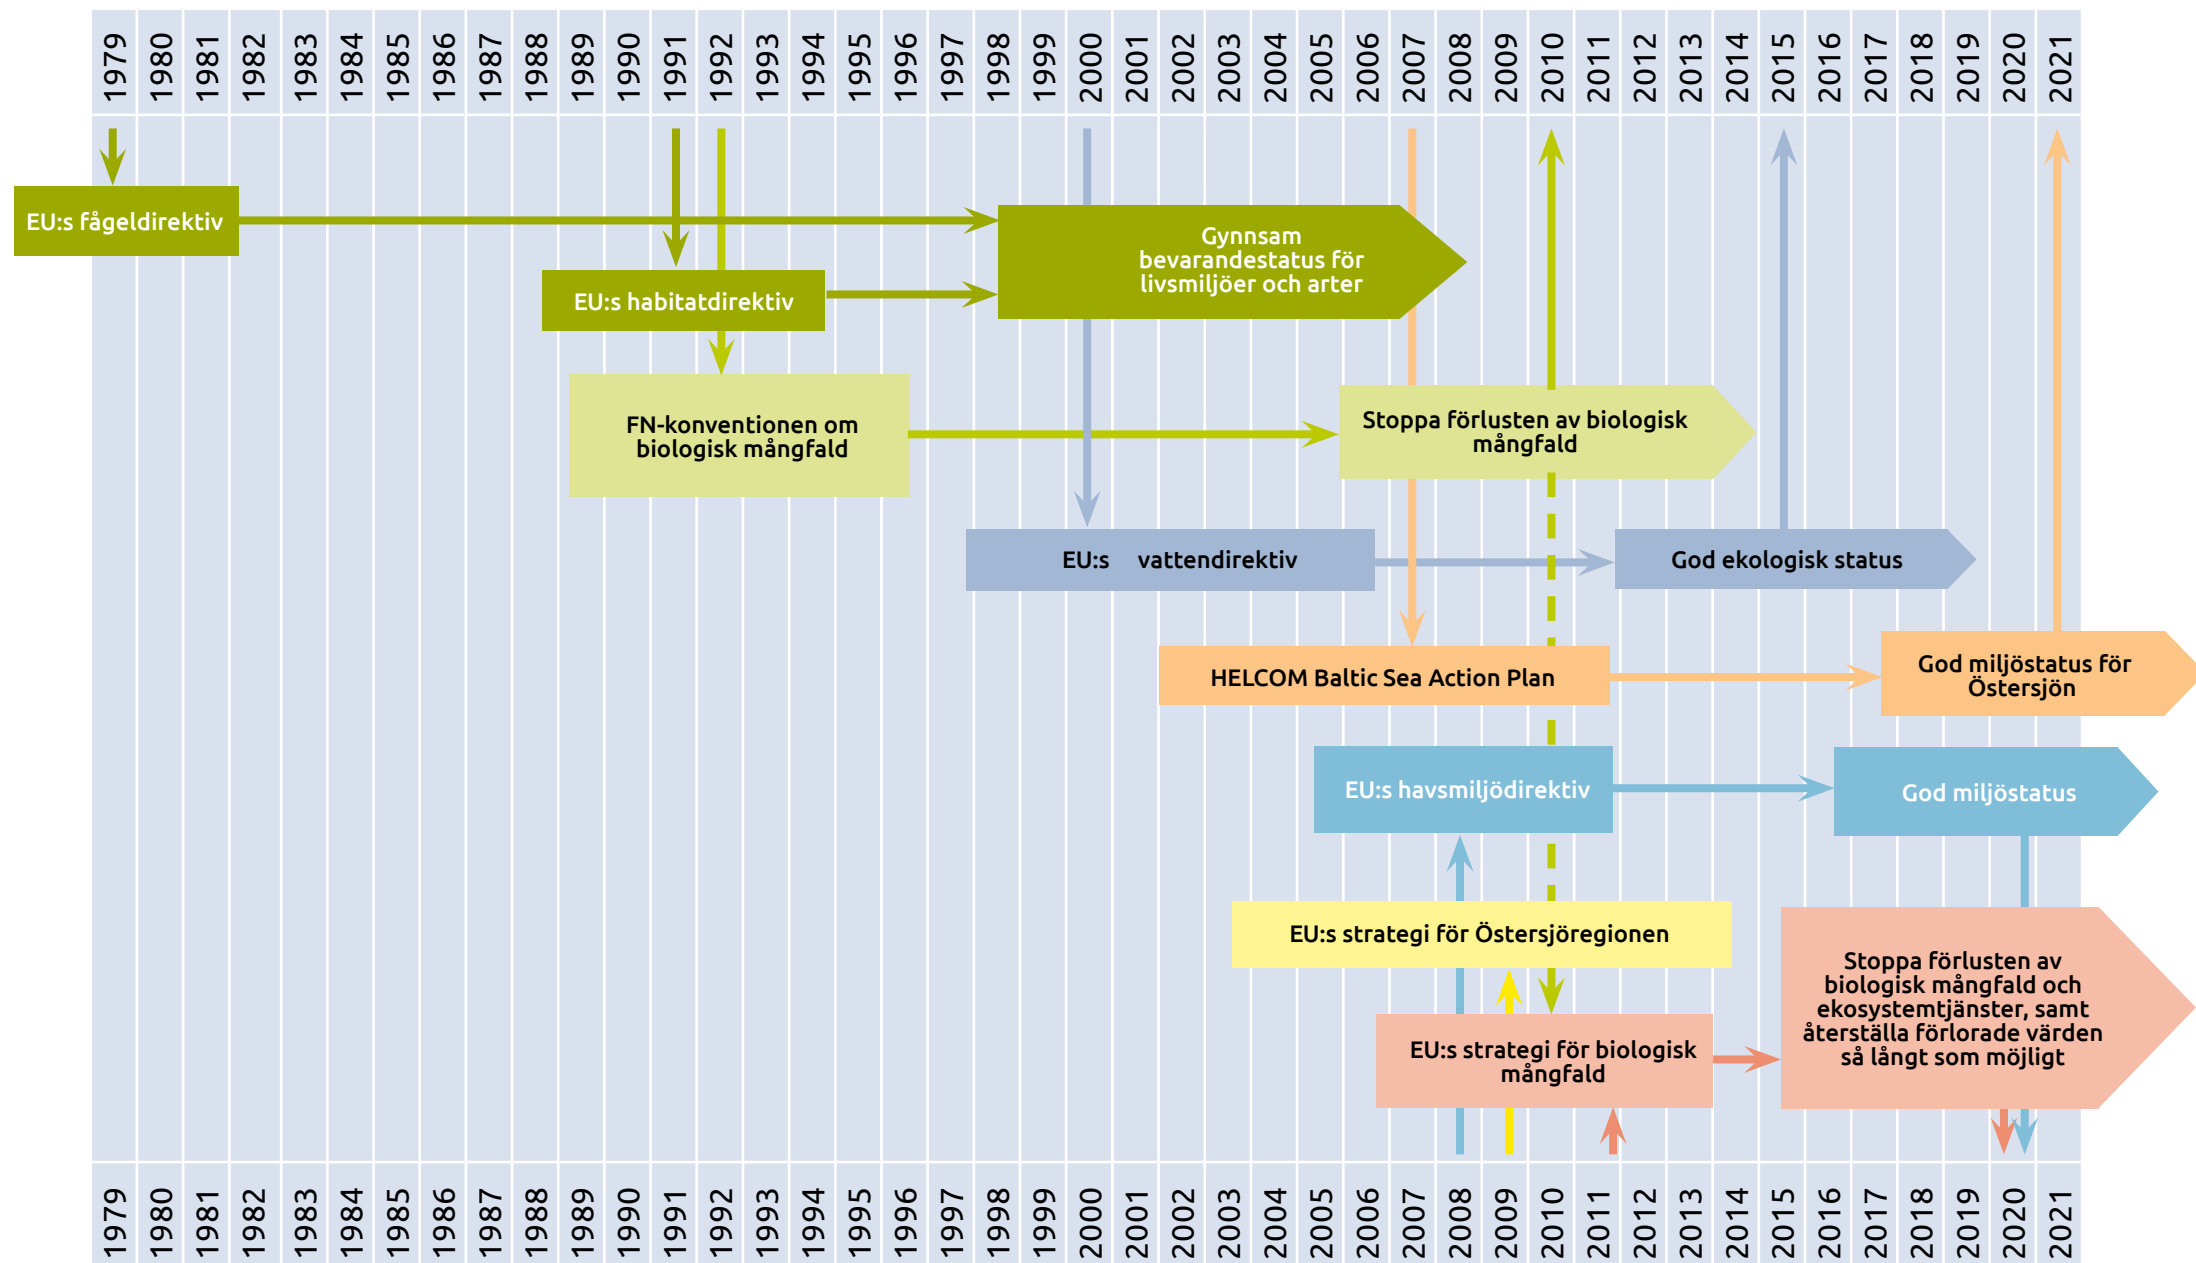 1979 1980 1981 1982 1983 1984 1985 1986 1987 1988 1989 1990 1991 1992 1993 1994 1995 1996 1997 1998 1999 2000 2001 2002 2003 2004 2005 2006 2007 2008 2009 2010 2011 2012 2013 2014 2015 2016 2017 2018 2019 2020 2021
EU:s fågeldirektiv
Gynnsam
bevarandestatus för
livsmiljöer och arter
EU:s habitatdirektiv
FN-konventionen om
biologisk mångfald
Stoppa förlusten av biologisk
mångfald
EU:s vattendirektiv
God ekologisk status
HELCOM Baltic Sea Action Plan
God miljöstatus för
Östersjön
EU:s havsmiljödirektiv
God miljöstatus
EU:s strategi för Östersjöregionen
EU:s strategi för biologisk
mångfald
Stoppa förlusten av
biologisk mångfald och
ekosystemtjänster, samt
återställa förlorade värden
så långt som möjligt
1979 1980 1981 1982 1983 1984 1985 1986 1987 1988 1989 1990 1991 1992 1993 1994 1995 1996 1997 1998 1999 2000 2001 2002 2003 2004 2005 2006 2007 2008 2009 2010 2011 2012 2013 2014 2015 2016 2017 2018 2019 2020 2021